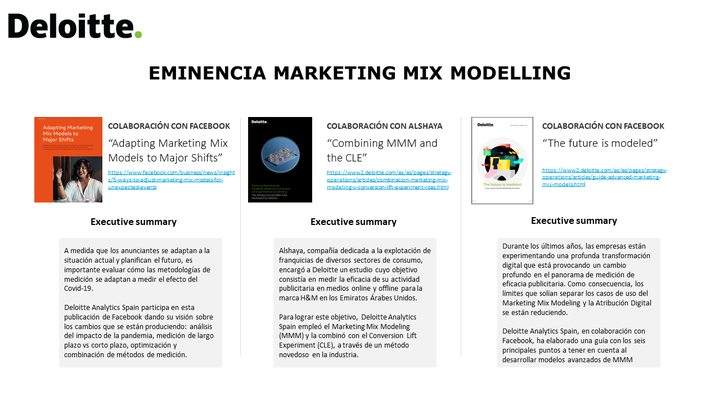 Deloitte.
EMINENCIA MARKETING MIX MODELLING
Adapting Marketing
Mix Models to
Major Shifts
COLABORACIÓN CON FACEBOOK
“Adapting Marketing Mix
Models to Major Shifts”
https://www.facebook.com/business/news/insight
s/5-ways-to-adjust-marketing-mix-models-for-
unexpected-events
Executive summary
A medida que los anunciantes se adaptan a la
situación actual y planifican el futuro, es
importante evaluar cómo las metodologías de
medición se adaptan a medir el efecto del
Covid-19.
Deloitte Analytics Spain participa en esta
publicación de Facebook dando su visión sobre
los cambios que se están produciendo: análisis
del impacto de la pandemia, medición de largo
plazo vs corto plazo, optimización y
combinación de métodos de medición.
Deloitte.
COLABORACIÓN CON ALSHAYA
“Combining MMM and
the CLE”
https://www2.deloitte.com/es/es/pages/strategy-
operations/articles/combinacion-marketing-mix-
modelling-y-conversion-lift-experiment-roes.html
Executive summary
Alshaya, compañía dedicada a la explotación de
franquicias de diversos sectores de consumo,
encargó a Deloitte un estudio cuyo objetivo
consistía en medir la eficacia de su actividad
publicitaria en medios online y offline para la
marca H&M en los Emiratos Árabes Unidos.
Para lograr este objetivo, Deloitte Analytics
Spain empleó el Marketing Mix Modeling
(MMM) y la combinó con el Conversion Lift
Experiment (CLE), a través de un método
novedoso en la industria.
Deloitte.
The future is modeled
COLABORACIÓN CON FACEBOOK
“The future is modeled”
https://www2.deloitte.com/es/es/pages/strategy-
operations/articles/guide-advanced-marketing-
mix-models.html
Executive summary
Durante los últimos años, las empresas están
experimentando una profunda transformación
digital que está provocando un cambio
profundo en el panorama de medición de
eficacia publicitaria. Como consecuencia, los
límites que solían separar los casos de uso del
Marketing Mix Modeling y la Atribución Digital
se están reduciendo.
Deloitte Analytics Spain, en colaboración con
Facebook, ha elaborado una guía con los seis
principales puntos a tener en cuenta al
desarrollar modelos avanzados de MMM